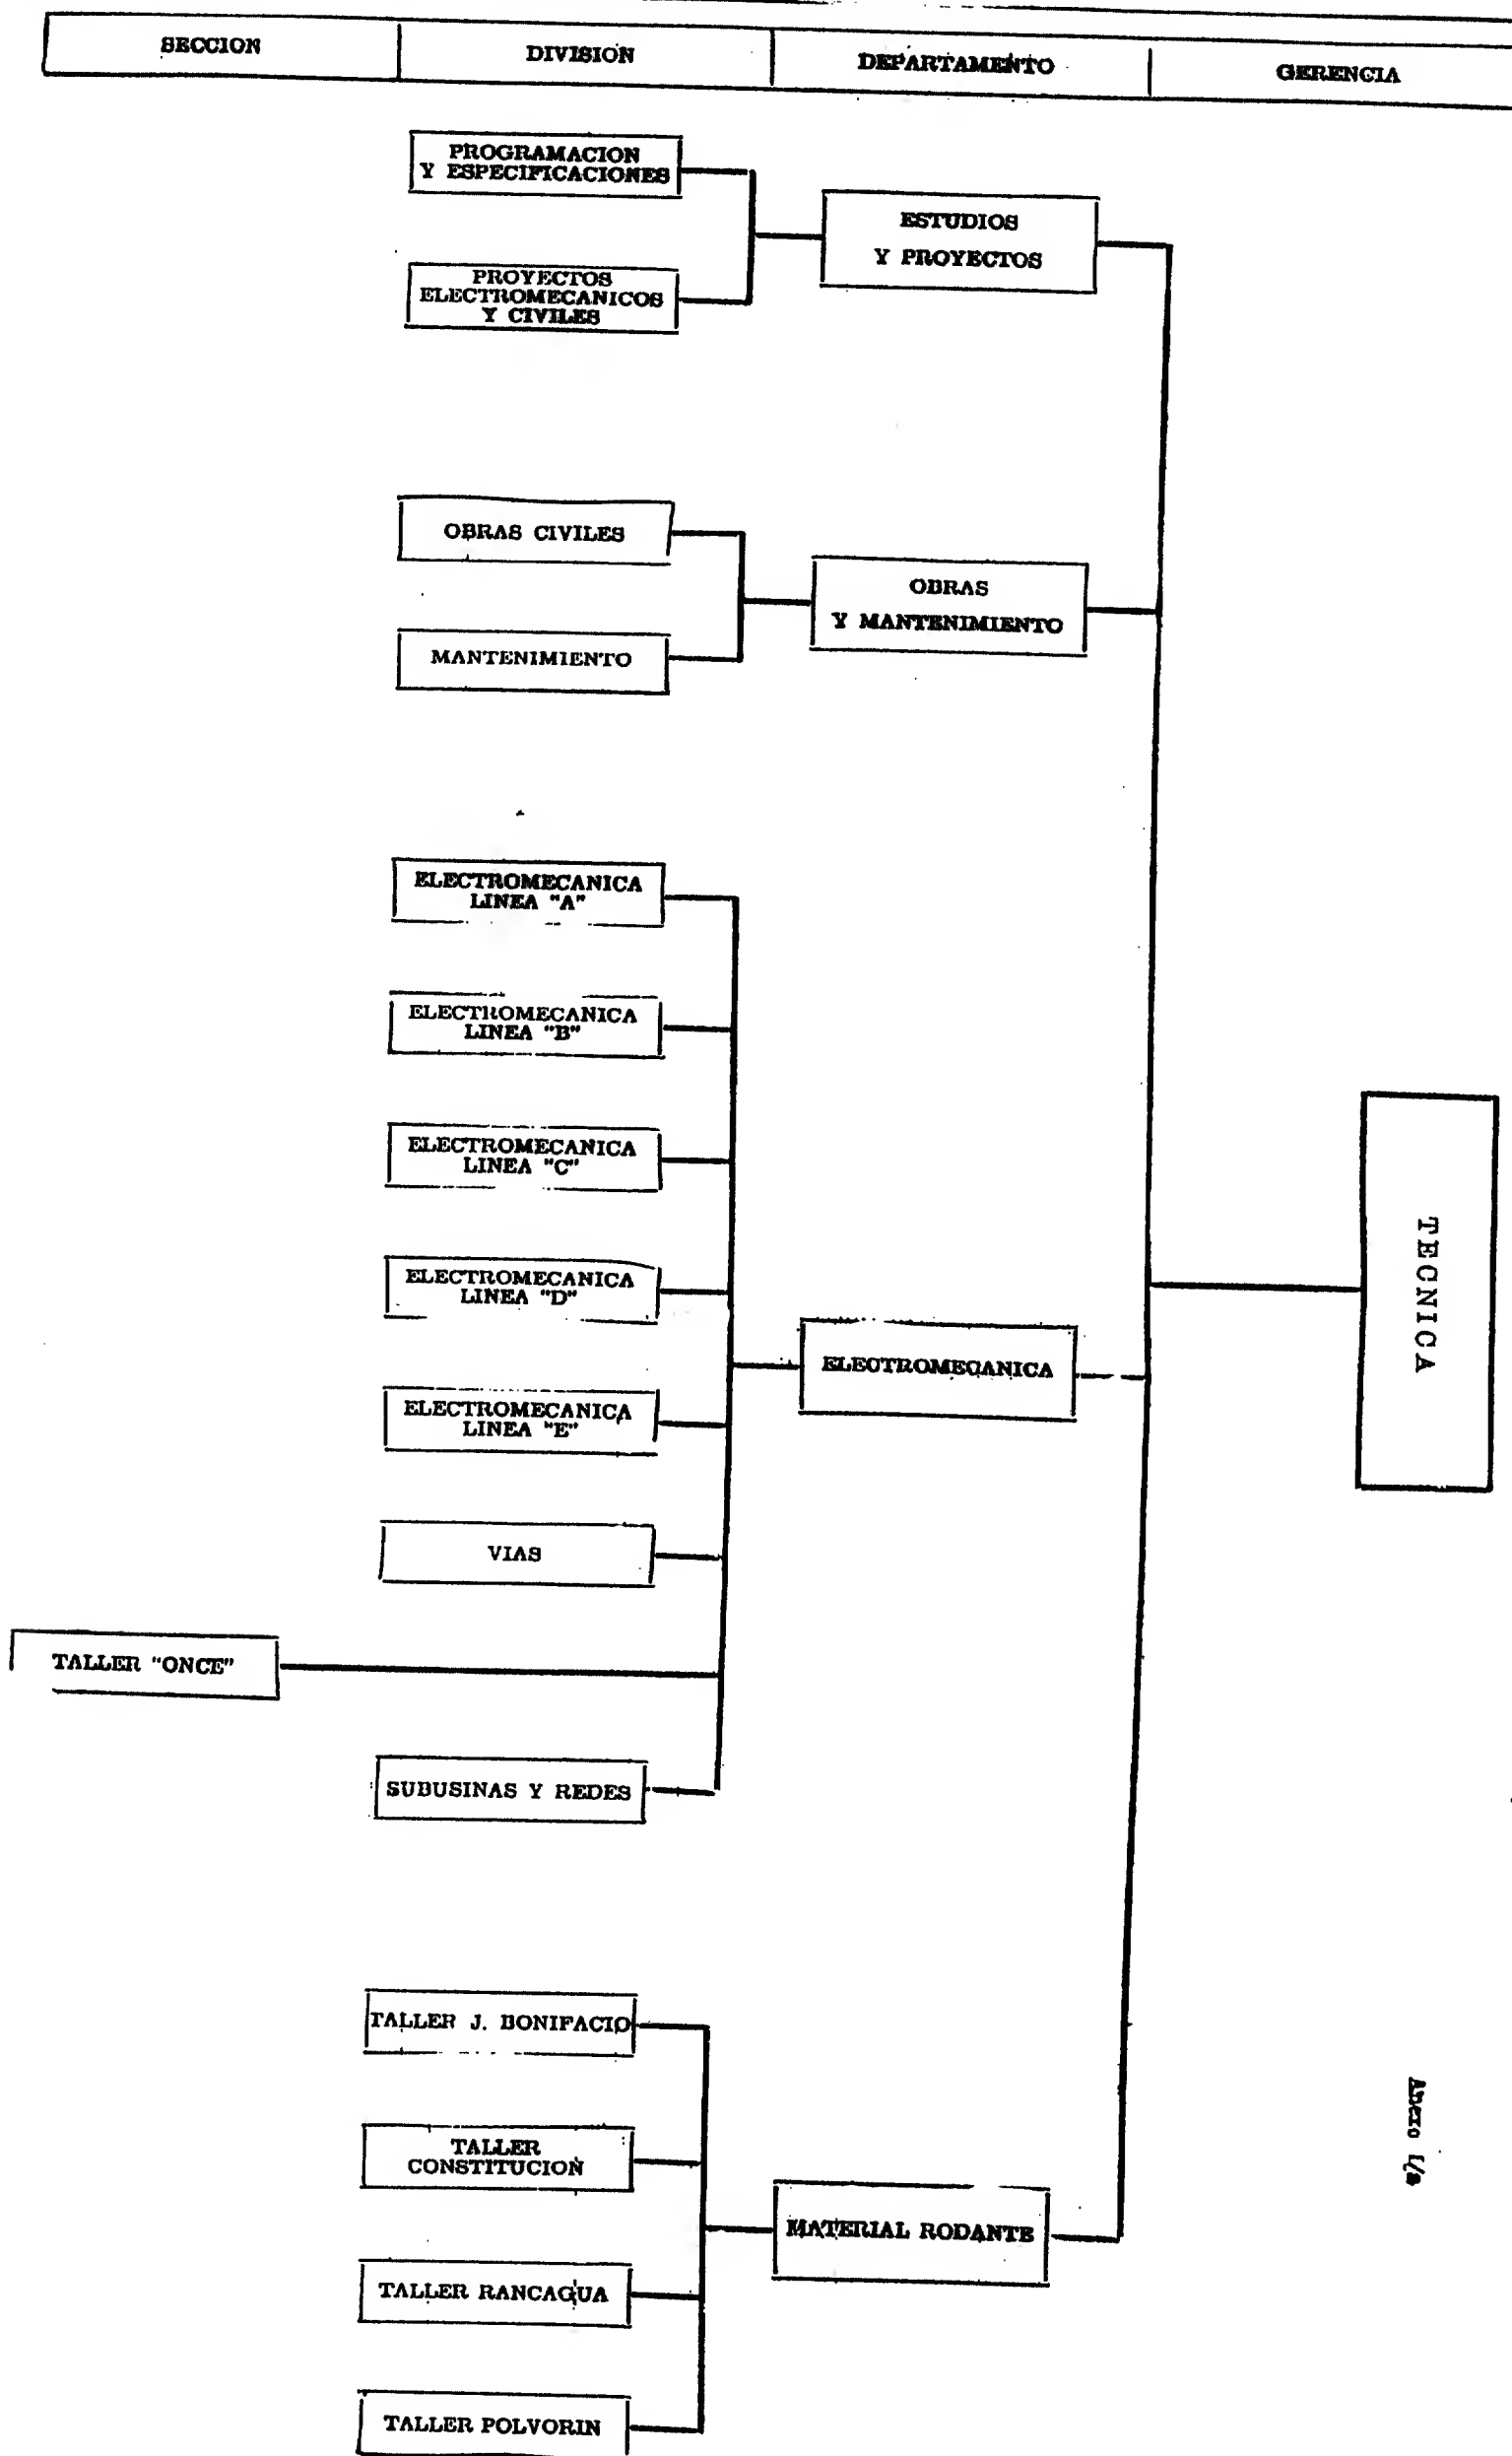 SECCION
DIVISION
DEPARTAMENTO
GERENCIA
PROGRAMACION
Y ESPECIFICACIONES
ESTUDIOS
Y PROYECTOS
PROYECTOS
ELECTROMECANICOS
Y CIVILES
OBRAS CIVILES
OBRAS
Y MANTENIMIENTO
MANTENIMIENTO
ELECTROMECANICA
LINEA "A"
ELECTROMECANICA
LINEA "B"
ELECTROMECANICA
LINEA "C"
TECNICA
ELECTROMECANICA
LINEA "D"
ELECTROMECANICA
ELECTROMECANICA
LINEA "E"
VIAS
TALLER "ONCE"
SUBUSINAS Y REDES
TALLER J. BONIFACIO
TALLER
CONSTITUCION
MATERIAL RODANTE
TALLER RANCAGUA
TALLER POLVORIN
Anexo